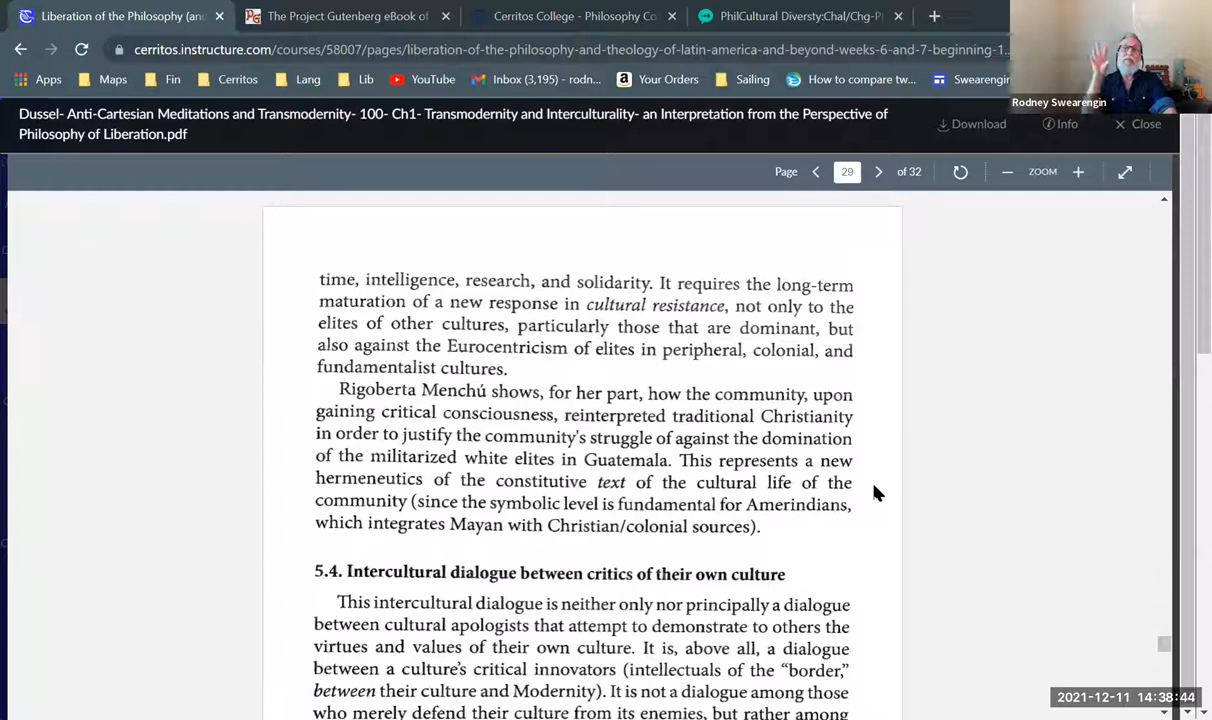 Liberation of the Philosophy (and
The Project Gutenberg eBook of
Cerritos College - Philosophy Co
PhilCultural Diversty:Chal/Chg-P
cerritos.instructure.com/courses/58007/pages/liberation-of-the-philosophy-and-theology-of-latin-america-and-beyond-weeks-6-and-7-beginning-1...
Apps Maps Fin Cerritos Lang Lib YouTube Inbox (3,195) - rodn... Your Orders Sailing How to compare tw... Swearengin
Rodney Swearengin
Dussel- Anti-Cartesian Meditations and Transmodernity- 100- Ch1- Transmodernity and Interculturality- an Interpretation from the Perspective of
Philosophy of Liberation.pdf
Download Info Close
Page 29 of 32 ZOOM
time, intelligence, research, and solidarity. It requires the long-term
maturation of a new response in cultural resistance, not only to the
elites of other cultures, particularly those that are dominant, but
also against the Eurocentricism of elites in peripheral, colonial, and
fundamentalist cultures.
Rigoberta Menchú shows, for her part, how the community, upon
gaining critical consciousness, reinterpreted traditional Christianity
in order to justify the community's struggle of against the domination
of the militarized white elites in Guatemala. This represents a new
hermeneutics of the constitutive text of the cultural life of the
community (since the symbolic level is fundamental for Amerindians,
which integrates Mayan with Christian/colonial sources).
5.4. Intercultural dialogue between critics of their own culture
This intercultural dialogue is neither only nor principally a dialogue
between cultural apologists that attempt to demonstrate to others the
virtues and values of their own culture. It is, above all, a dialogue
between a culture's critical innovators (intellectuals of the "border,"
between their culture and Modernity). It is not a dialogue among those
who merely defend their culture from its enemies, but rather among
2021-12-11 14:38:44